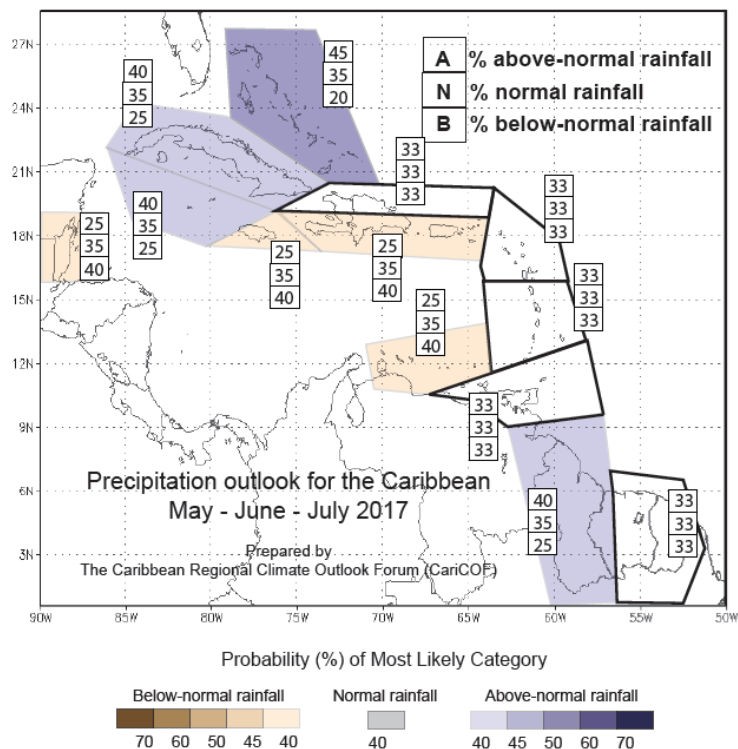 27N
24N
21N
18N
15N
12N
9N
6N
3N
A % above-normal rainfall
N % normal rainfall
B % below-normal rainfall
45
35
20
40
35
25
33
33
33
40
35
25
33
33
33
25
35
40
25
35
40
25
35
40
33
33
33
25
35
40
33
33
33
40
35
25
33
33
33
Precipitation outlook for the Caribbean
May - June - July 2017
Prepared by
The Caribbean Regional Climate Outlook Forum (CariCOF)
90W 85W 80W 75W 70W 65W 60W 55W 50W
Probability (%) of Most Likely Category
Below-normal rainfall Normal rainfall Above-normal rainfall
70 60 50 45 40 40 40 45 50 60 70